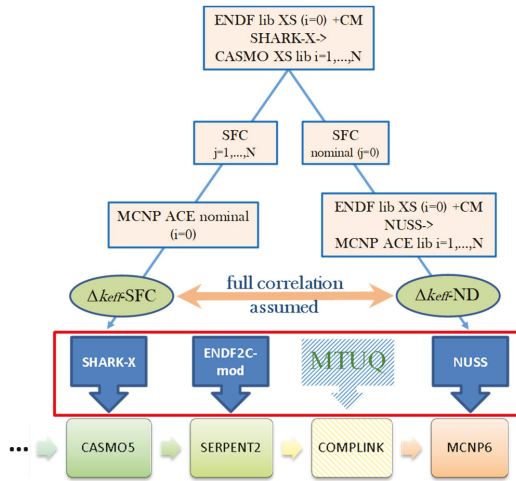 ENDF lib XS (i=0) +CM
SHARK-X->
CASMO XS lib i=1,...,N
SFC
j=1,...,N
SFC
nominal (j=0)
MCNP ACE nominal
(i=0)
ENDF lib XS (i=0) +CM
NUSS->
MCNP ACE lib i=1,...,N
Δkeff-SFC
full correlation
assumed
Δkeff-ND
SHARK-X
ENDF2C-
mod
MTUQ
NUSS
...
CASMO5
SERPENT2
COMPLINK
MCNP6